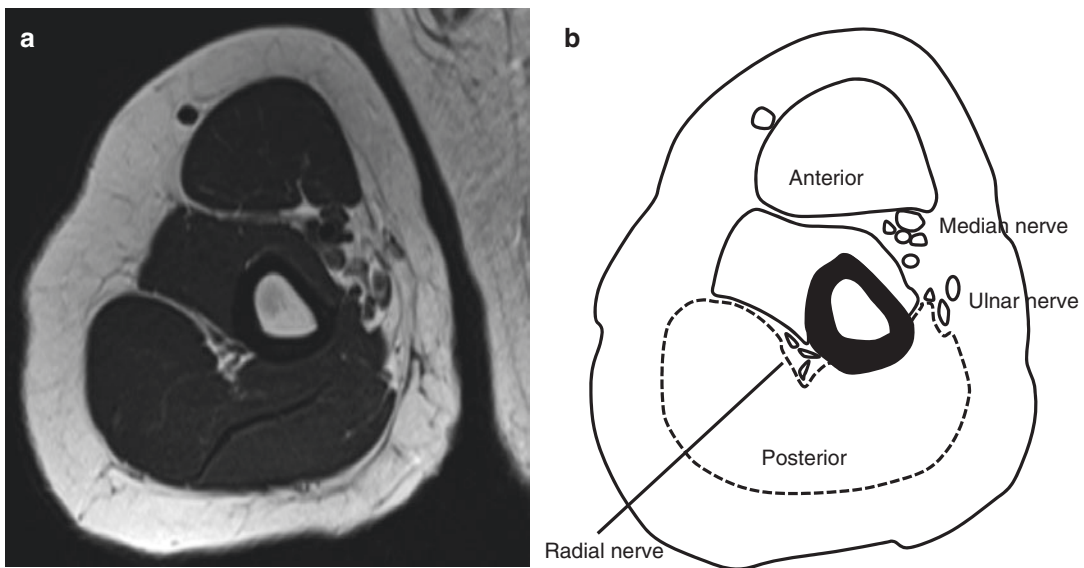 a
b
Anterior
Median nerve
Ulnar nerve
Posterior
Radial nerve